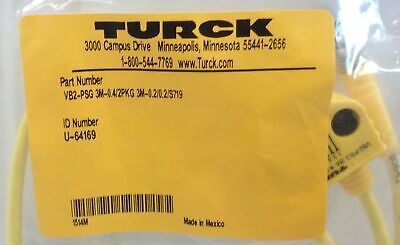 TURCK
3000 Campus Drive Minneapolis, Minnesota 55441-2656
1-800-544-7769 www.Turck.com
Part Number
VB2-PSG 3M-0.4/2PKG 3M-0.2/0.2/S719
ID Number
U-64169
1514M
Made in Mexico